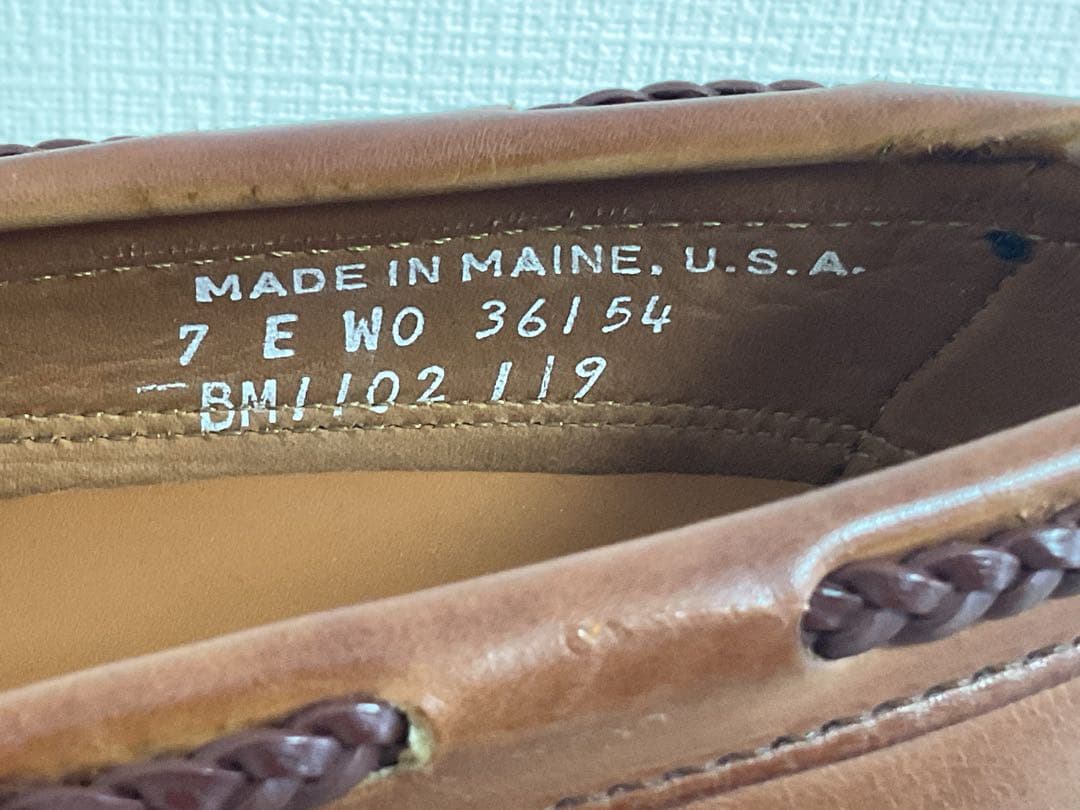 MADE IN MAINE, U.S.A.
7 E WO 36154
BM1102 119